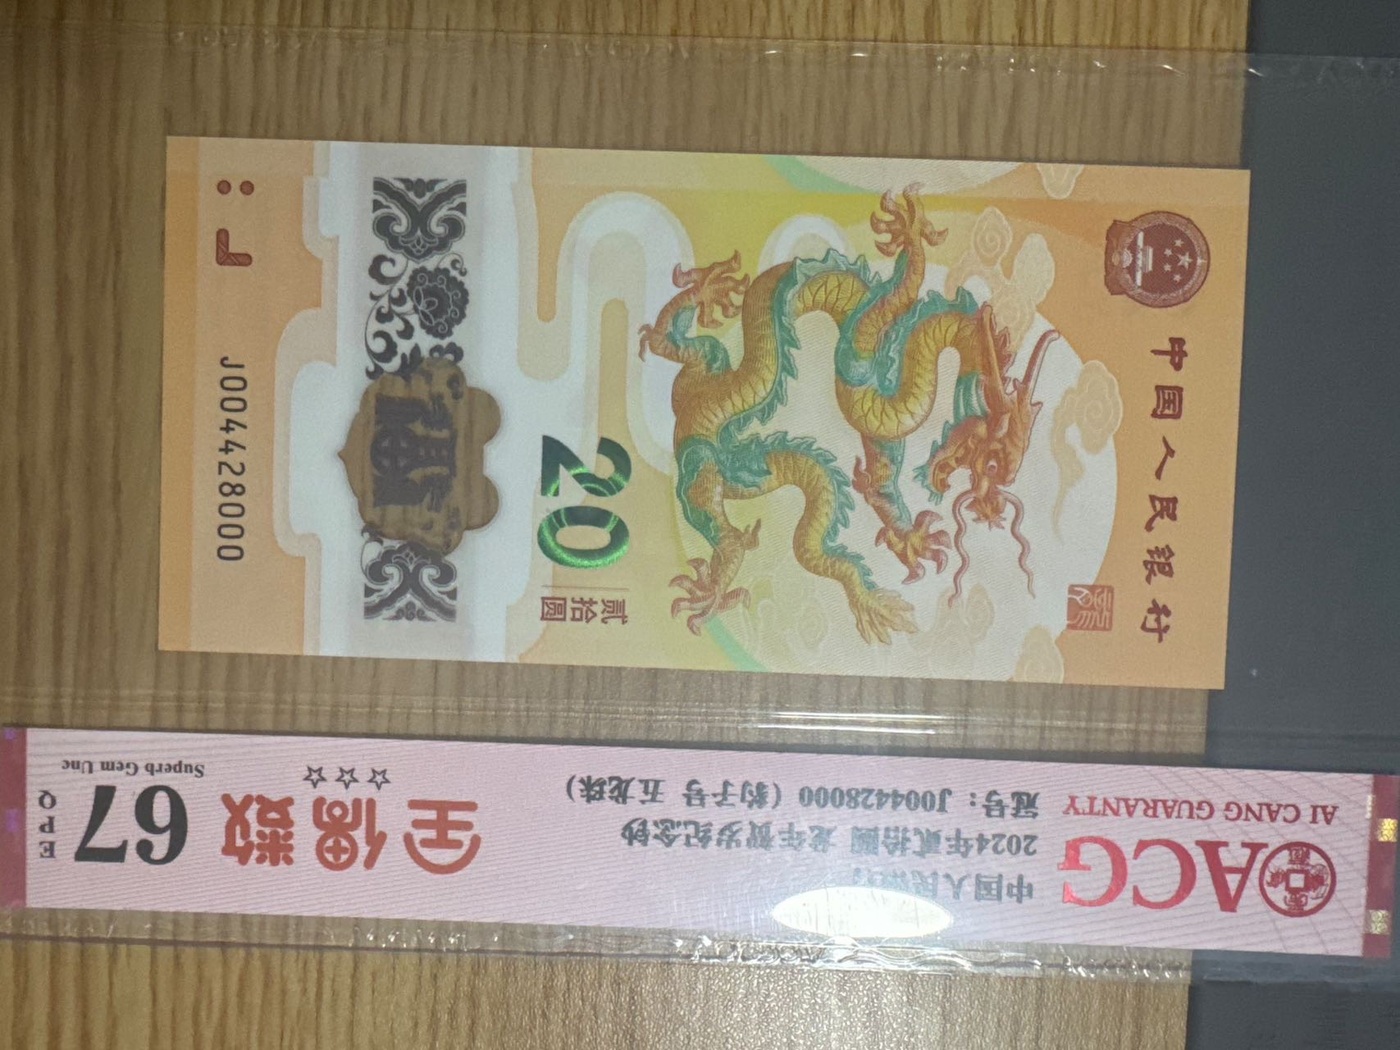 中国人民银行
20
贰拾圆
J004428000
ACG
AI CANG GUARANTY
中国人民银行
2024年贰拾圆 龙年贺岁纪念钞
冠号：J004428000（豹子号 五龙珠）
全偶数
☆☆☆
67
EPQ
Superb Gem Unc